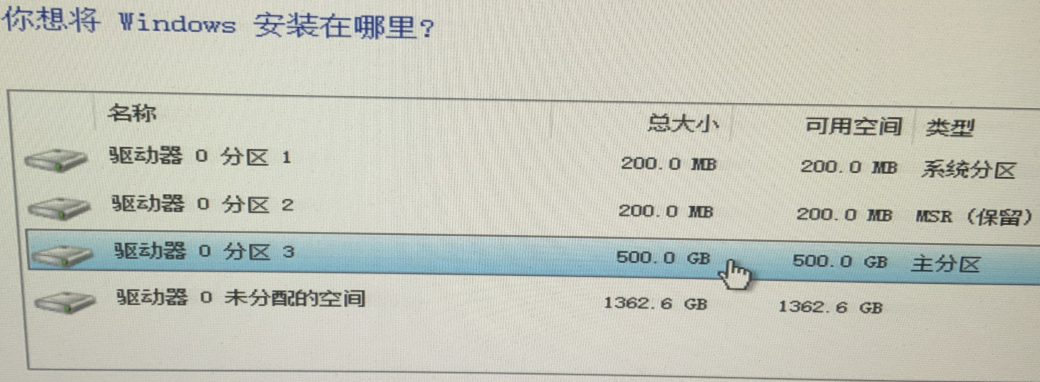 你想将 Windows 安装在哪里？
名称 总大小 可用空间 类型
驱动器 0 分区 1 200.0 MB 200.0 MB 系统分区
驱动器 0 分区 2 200.0 MB 200.0 MB MSR (保留)
驱动器 0 分区 3 500.0 GB 500.0 GB 主分区
驱动器 0 未分配的空间 1362.6 GB 1362.6 GB